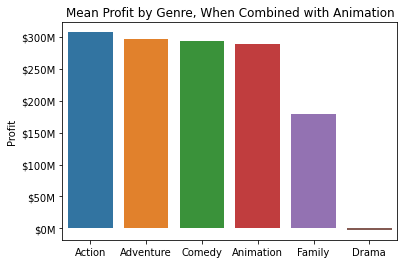 Mean Profit by Genre, When Combined with Animation
$300M
$250M
$200M
$150M
$100M
$50M
$0M
Profit
Action Adventure Comedy Animation Family Drama